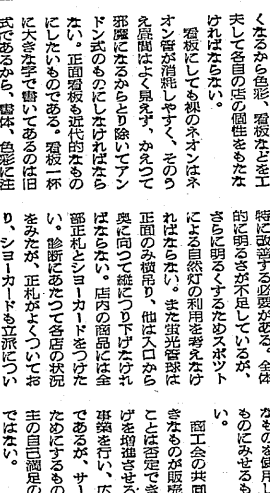 くなるから色彩、看板などを工
夫して各自の店の個性をもたな
ければならない。
看板にしても裸のネオンはネ
オン管が消耗しやすく、そのう
え昼間はよく見えず、かえつて
邪魔になるからとり除いてアン
ドン式のものにしなければなら
ない。正面看板も近代的なもの
にしたいものである。看板一杯
に大きな字で書いてあるのは旧
式であるから、書体、色彩に注
特に改善する必要がある。全体
的に明るさが不足しているが、
さらに明るくするためスポツト
による自然灯の利用を考えなけ
ればならない。また蛍光管球は
正面のみ横吊り、他は入口から
奥に向つて縦につり下げなけれ
ばならない。店内の商品には全
部正札とショーカードをつけた
い。診断にあたつて各店の状況
をみたが、正札がよくついてお
り、ショーカードも立派につい
ものにみせるも
い。
商工会の共同
きなものが販売
ことは否定でき
げを増進させる
事業を行い、広
であるが、サー
ためにするもの
主の自己満足の
ではない。